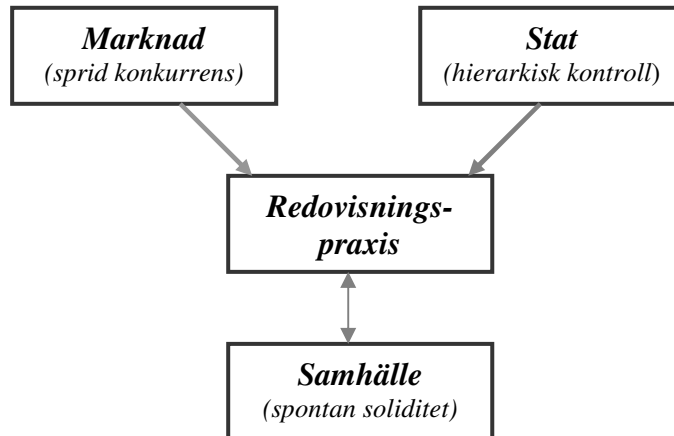 Marknad
(sprid konkurrens)
Stat
(hierarkisk kontroll)
Redovisnings-
praxis
Samhälle
(spontan soliditet)